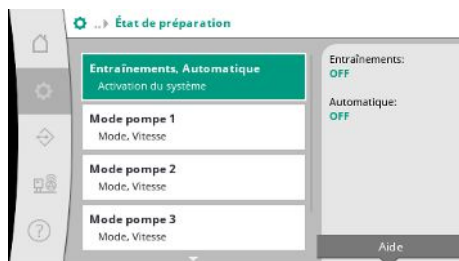 ..▸ État de préparation
Entraînements, Automatique
Activation du système
Mode pompe 1
Mode, Vitesse
Mode pompe 2
Mode, Vitesse
Mode pompe 3
Mode, Vitesse
Entraînements:
OFF
Automatique:
OFF
Aide
?